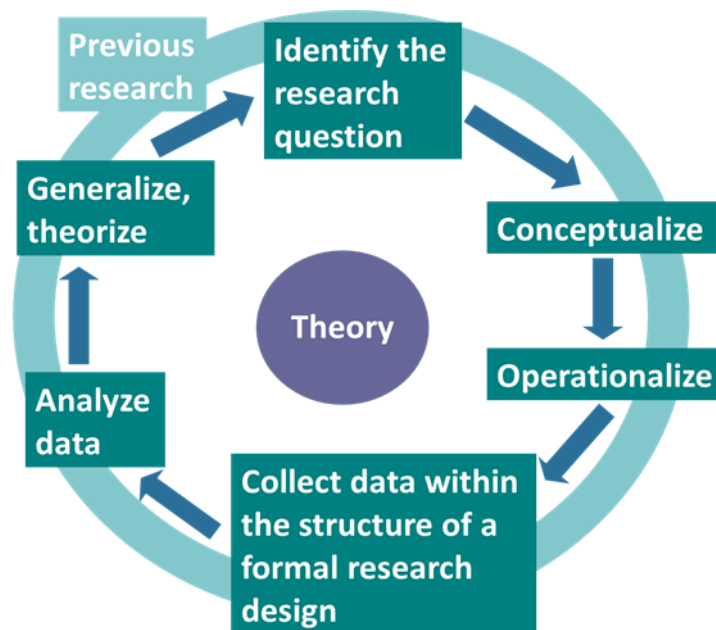 Previous
research
Identify the
research
question
Conceptualize
Operationalize
Collect data within
the structure of a
formal research
design
Analyze
data
Generalize,
theorize
Theory